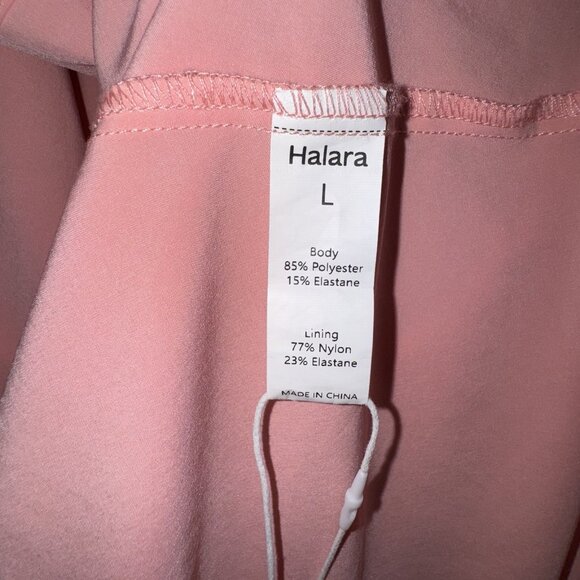 Halara
L
Body
85% Polyester
15% Elastane
Lining
77% Nylon
23% Elastane
MADE IN CHINA